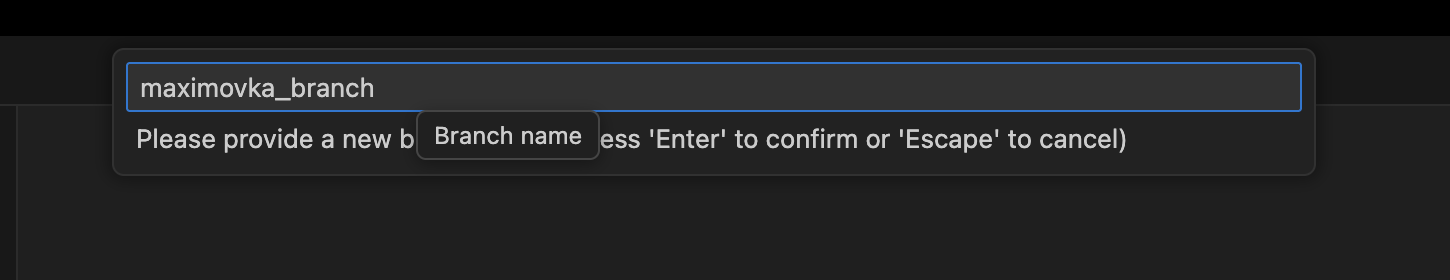 maximovka_branch
Please provide a new b
Branch name
ess 'Enter' to confirm or 'Escape' to cancel)